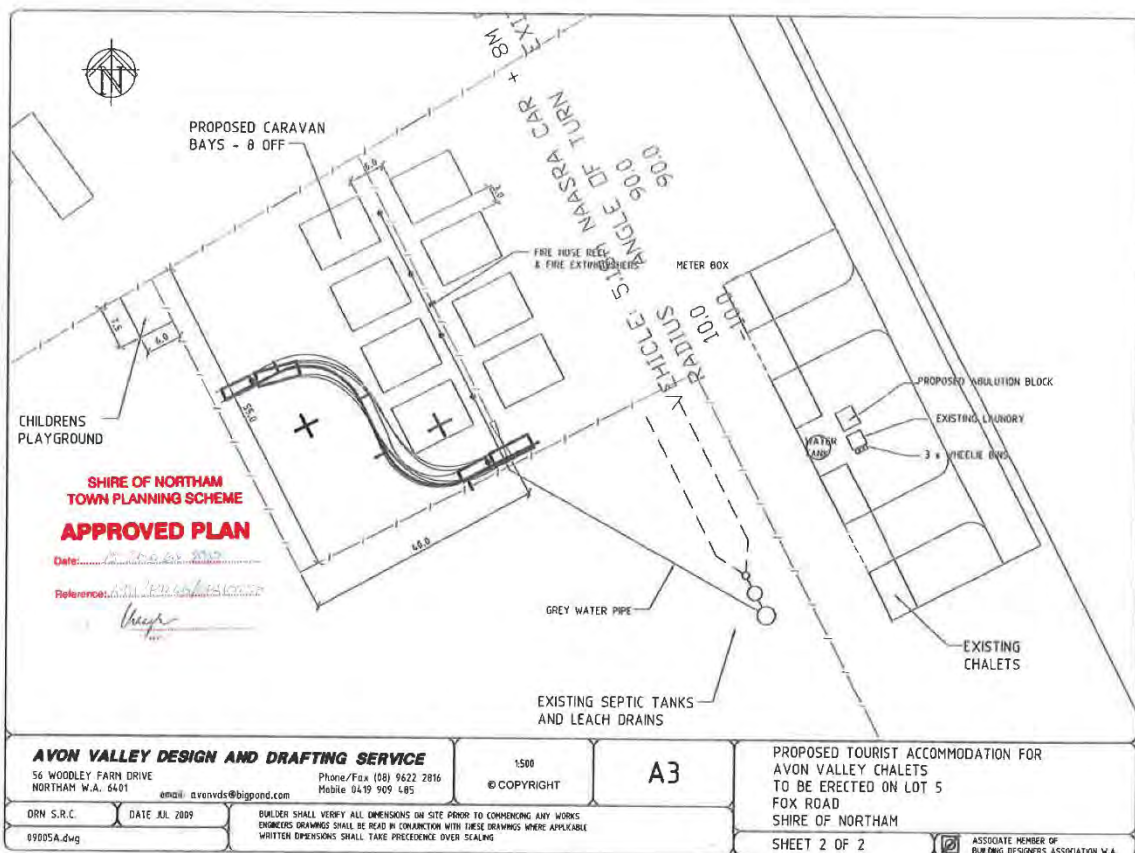 N
8M
EXI
PROPOSED CARAVAN
BAYS - 8 OFF
6.0
3.0
FIRE HOSE REEL
& FIRE EXTINGUISHERS
VEHICLE: 5.18m NAASRA CAR +
RADIUS
ANGLE OF TURN
10.0
90.0
10.0
90.0
METER BOX
7.5
6.0
CHILDRENS
PLAYGROUND
55.0
40.0
PROPOSED ABULUTION BLOCK
EXISTING LAUNDRY
3 x WHEELIE BINS
WATER
TANK
SHIRE OF NORTHAM
TOWN PLANNING SCHEME
APPROVED PLAN
Date:
Reference:
GREY WATER PIPE
EXISTING
CHALETS
EXISTING SEPTIC TANKS
AND LEACH DRAINS
AVON VALLEY DESIGN AND DRAFTING SERVICE
56 WOODLEY FARM DRIVE
NORTHAM W.A. 6401
email: avonvds@bigpond.com
Phone/Fax (08) 9622 2816
Mobile 0419 909 485
1:500
© COPYRIGHT
A3
PROPOSED TOURIST ACCOMMODATION FOR
AVON VALLEY CHALETS
TO BE ERECTED ON LOT 5
FOX ROAD
SHIRE OF NORTHAM
DRN S.R.C.
DATE JUL 2009
09005A.dwg
BUILDER SHALL VERIFY ALL DIMENSIONS ON SITE PRIOR TO COMMENCING ANY WORKS
ENGINEERS DRAWINGS SHALL BE READ IN CONJUNCTION WITH THESE DRAWINGS WHERE APPLICABLE
WRITTEN DIMENSIONS SHALL TAKE PRECEDENCE OVER SCALING
SHEET 2 OF 2
ASSOCIATE MEMBER OF
BUILDING DESIGNERS ASSOCIATION W.A.